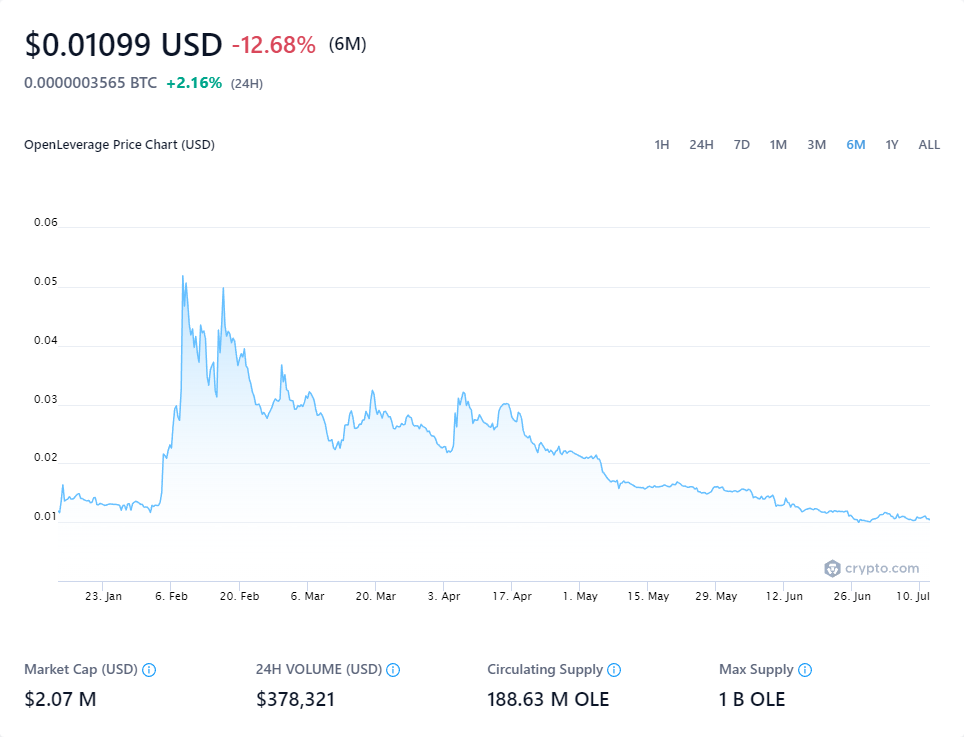 $0.01099 USD -12.68% (6M)
0.0000003565 BTC +2.16% (24H)
OpenLeverage Price Chart (USD)
1H 24H 7D 1M 3M 6M 1Y ALL
0.06
0.05
0.04
0.03
0.02
0.01
crypto.com
23. Jan 6. Feb 20. Feb 6. Mar 20. Mar 3. Apr 17. Apr 1. May 15. May 29. May 12. Jun 26. Jun 10. Jul
Market Cap (USD) 24H VOLUME (USD) Circulating Supply Max Supply
$2.07 M $378,321 188.63 M OLE 1 B OLE